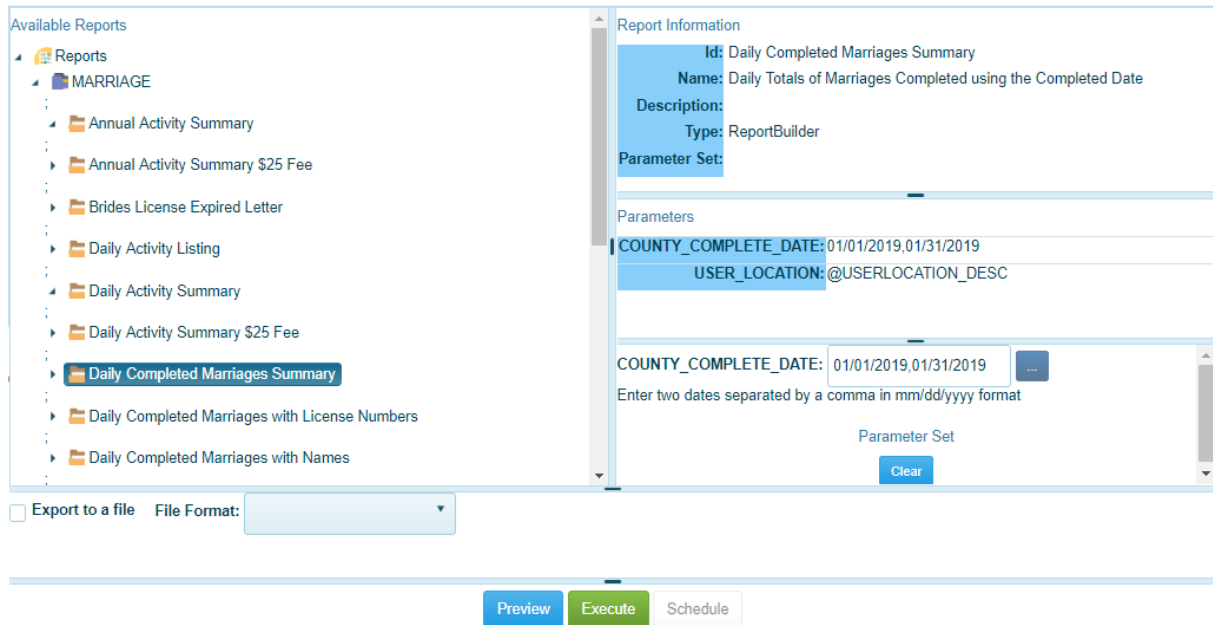 Available Reports
Reports
MARRIAGE
;
Annual Activity Summary
;
Annual Activity Summary $25 Fee
;
Brides License Expired Letter
;
Daily Activity Listing
;
Daily Activity Summary
;
Daily Activity Summary $25 Fee
;
Daily Completed Marriages Summary
;
Daily Completed Marriages with License Numbers
;
Daily Completed Marriages with Names
;
Report Information
Id: Daily Completed Marriages Summary
Name: Daily Totals of Marriages Completed using the Completed Date
Description:
Type: ReportBuilder
Parameter Set:
Parameters
COUNTY_COMPLETE_DATE: 01/01/2019,01/31/2019
USER_LOCATION: @USERLOCATION_DESC
COUNTY_COMPLETE_DATE: 01/01/2019,01/31/2019 ...
Enter two dates separated by a comma in mm/dd/yyyy format
Parameter Set
Clear
Export to a file File Format:
Preview Execute Schedule